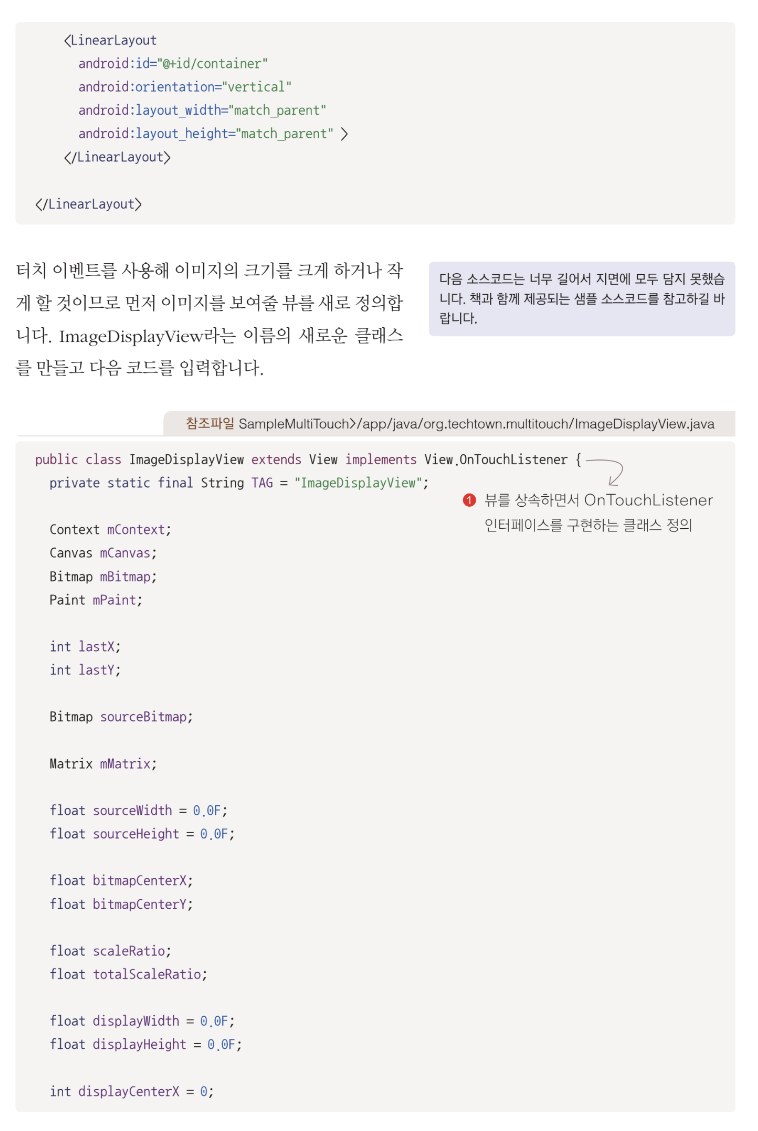 <LinearLayout
android:id="@+id/container"
android:orientation="vertical"
android:layout_width="match_parent"
android:layout_height="match_parent" >
</LinearLayout>
</LinearLayout>
터치 이벤트를 사용해 이미지의 크기를 크게 하거나 작
게 할 것이므로 먼저 이미지를 보여줄 뷰를 새로 정의합
니다. ImageDisplayView라는 이름의 새로운 클래스
를 만들고 다음 코드를 입력합니다.
다음 소스코드는 너무 길어서 지면에 모두 담지 못했습
니다. 책과 함께 제공되는 샘플 소스코드를 참고하길 바
랍니다.
참조파일 SampleMultiTouch>/app/java/org.techtown.multitouch/ImageDisplayView.java
public class ImageDisplayView extends View implements View.OnTouchListener {
private static final String TAG = "ImageDisplayView";
❶ 뷰를 상속하면서 OnTouchListener
인터페이스를 구현하는 클래스 정의
Context mContext;
Canvas mCanvas;
Bitmap mBitmap;
Paint mPaint;
int lastX;
int lastY;
Bitmap sourceBitmap;
Matrix mMatrix;
float sourceWidth = 0.0F;
float sourceHeight = 0.0F;
float bitmapCenterX;
float bitmapCenterY;
float scaleRatio;
float totalScaleRatio;
float displayWidth = 0.0F;
float displayHeight = 0.0F;
int displayCenterX = 0;